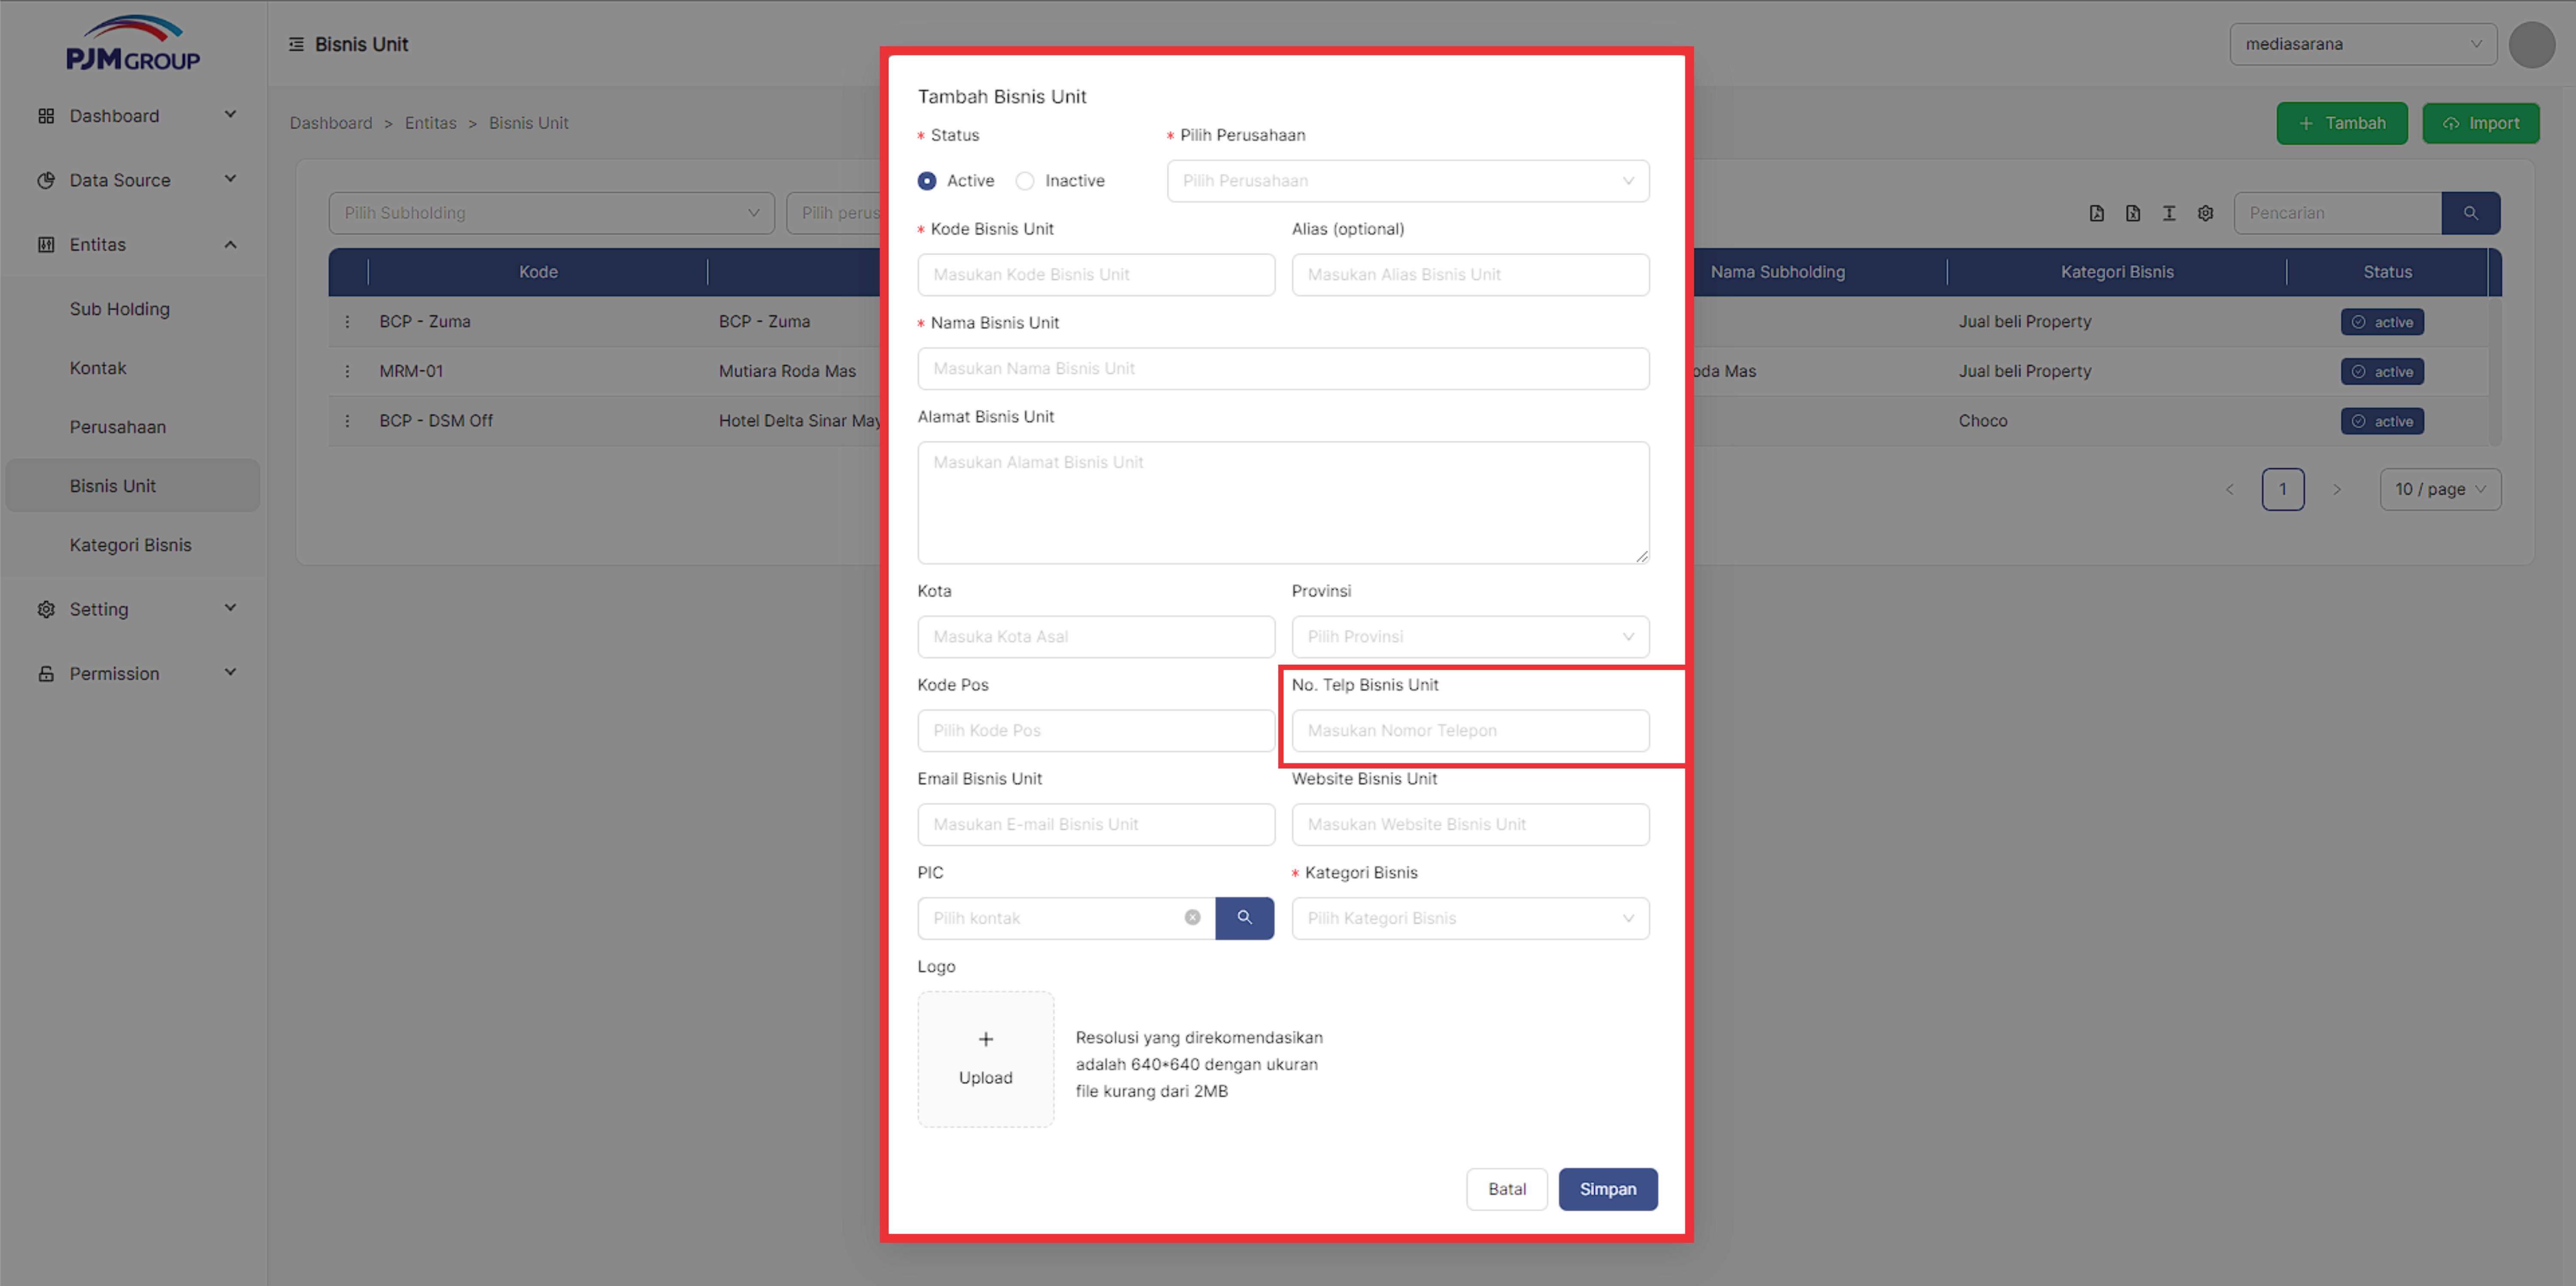 PJM GROUP
Bisnis Unit
mediasarana
Dashboard
Data Source
Entitas
Sub Holding
Kontak
Perusahaan
Bisnis Unit
Kategori Bisnis
Setting
Permission
Dashboard > Entitas > Bisnis Unit
+ Tambah
Import
Pilih Subholding
Pilih perus
Pencarian
Kode
Nama Subholding
Kategori Bisnis
Status
BCP - Zuma
BCP - Zuma
Jual beli Property
active
MRM-01
Mutiara Roda Mas
oda Mas
Jual beli Property
active
BCP - DSM Off
Hotel Delta Sinar May
Choco
active
< 1 >
10 / page
Tambah Bisnis Unit
* Status
* Pilih Perusahaan
Active
Inactive
Pilih Perusahaan
* Kode Bisnis Unit
Alias (optional)
Masukan Kode Bisnis Unit
Masukan Alias Bisnis Unit
* Nama Bisnis Unit
Masukan Nama Bisnis Unit
Alamat Bisnis Unit
Masukan Alamat Bisnis Unit
Kota
Provinsi
Masuka Kota Asal
Pilih Provinsi
Kode Pos
No. Telp Bisnis Unit
Pilih Kode Pos
Masukan Nomor Telepon
Email Bisnis Unit
Website Bisnis Unit
Masukan E-mail Bisnis Unit
Masukan Website Bisnis Unit
PIC
* Kategori Bisnis
Pilih kontak
Pilih Kategori Bisnis
Logo
+
Upload
Resolusi yang direkomendasikan
adalah 640*640 dengan ukuran
file kurang dari 2MB
Batal
Simpan